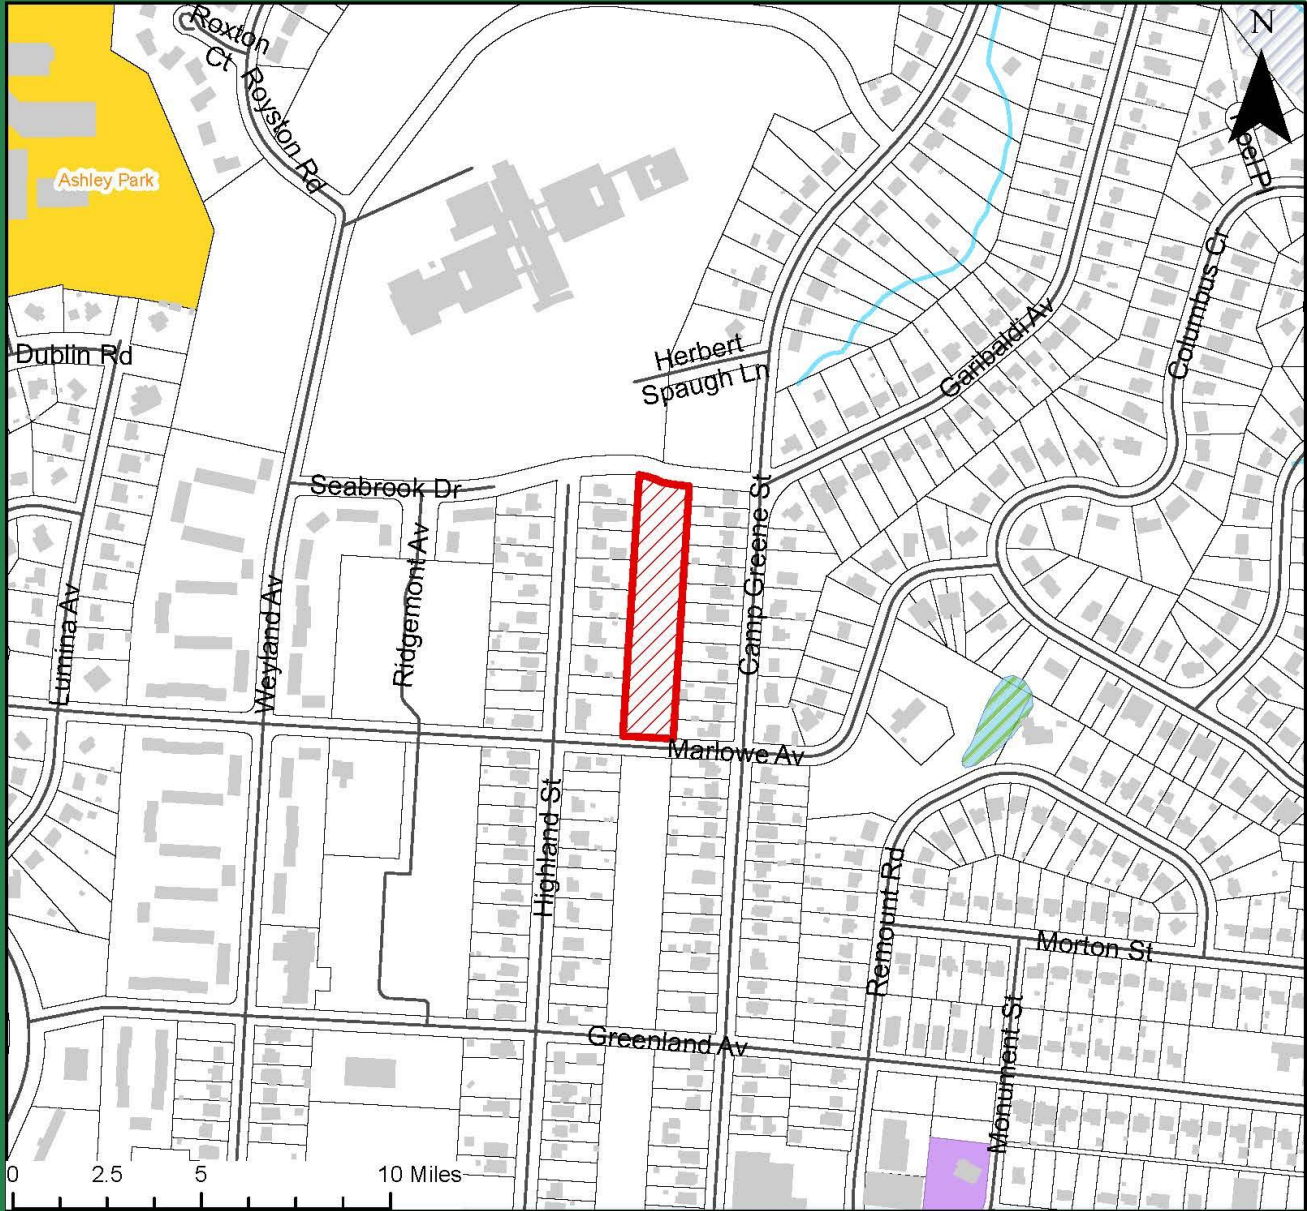 Roxton
Ct
N
Royston Rd
Ashley Park
Columbus Cr
Herbert
Spaugh Ln
Garibaldi Av
Dublin Rd
Seabrook Dr
Camp Greene St
Ridgemont Av
Weyland Av
Lumina Av
Marlowe Av
Highland St
Remount Rd
Morton St
Greenland Av
Monument St
0 2.5 5 10 Miles